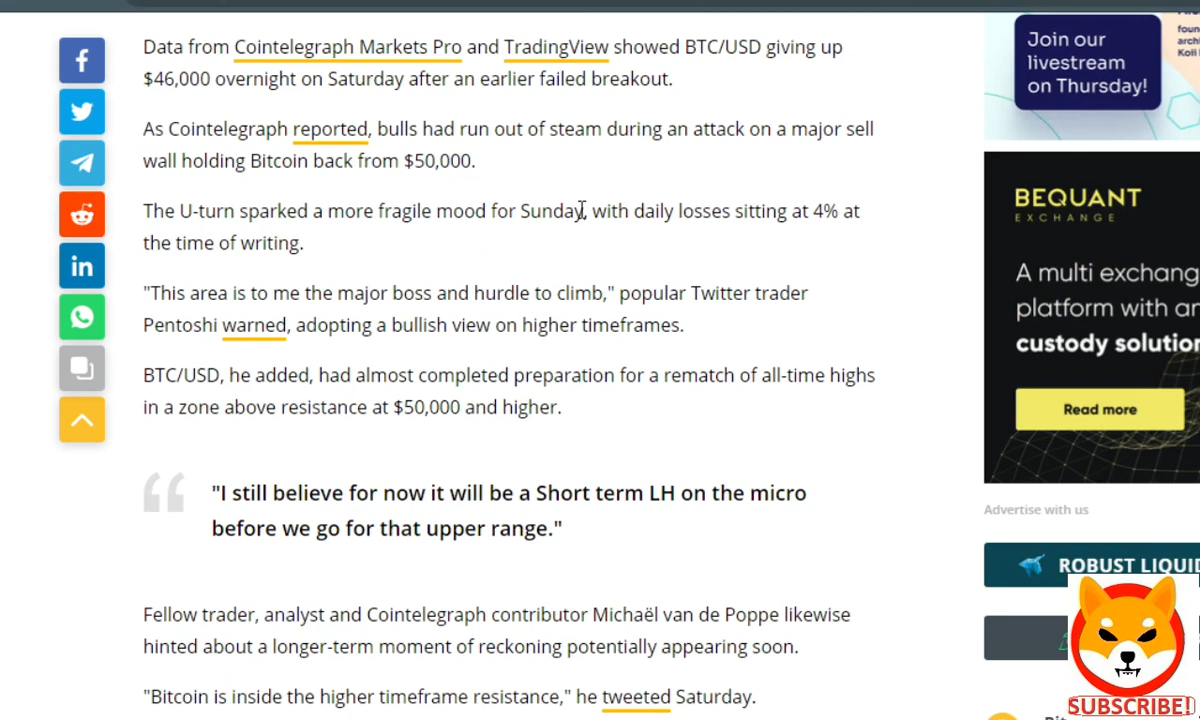 Data from Cointelegraph Markets Pro and TradingView showed BTC/USD giving up
$46,000 overnight on Saturday after an earlier failed breakout.
As Cointelegraph reported, bulls had run out of steam during an attack on a major sell
wall holding Bitcoin back from $50,000.
The U-turn sparked a more fragile mood for Sunday, with daily losses sitting at 4% at
the time of writing.
"This area is to me the major boss and hurdle to climb," popular Twitter trader
Pentoshi warned, adopting a bullish view on higher timeframes.
BTC/USD, he added, had almost completed preparation for a rematch of all-time highs
in a zone above resistance at $50,000 and higher.
"I still believe for now it will be a Short term LH on the micro
before we go for that upper range."
Fellow trader, analyst and Cointelegraph contributor Michaël van de Poppe likewise
hinted about a longer-term moment of reckoning potentially appearing soon.
"Bitcoin is inside the higher timeframe resistance," he tweeted Saturday.
Join our
livestream
on Thursday!
BEQUANT
EXCHANGE
A multi exchang
platform with an
custody solution
Read more
Advertise with us
ROBUST LIQUID
SUBSCRIBE!